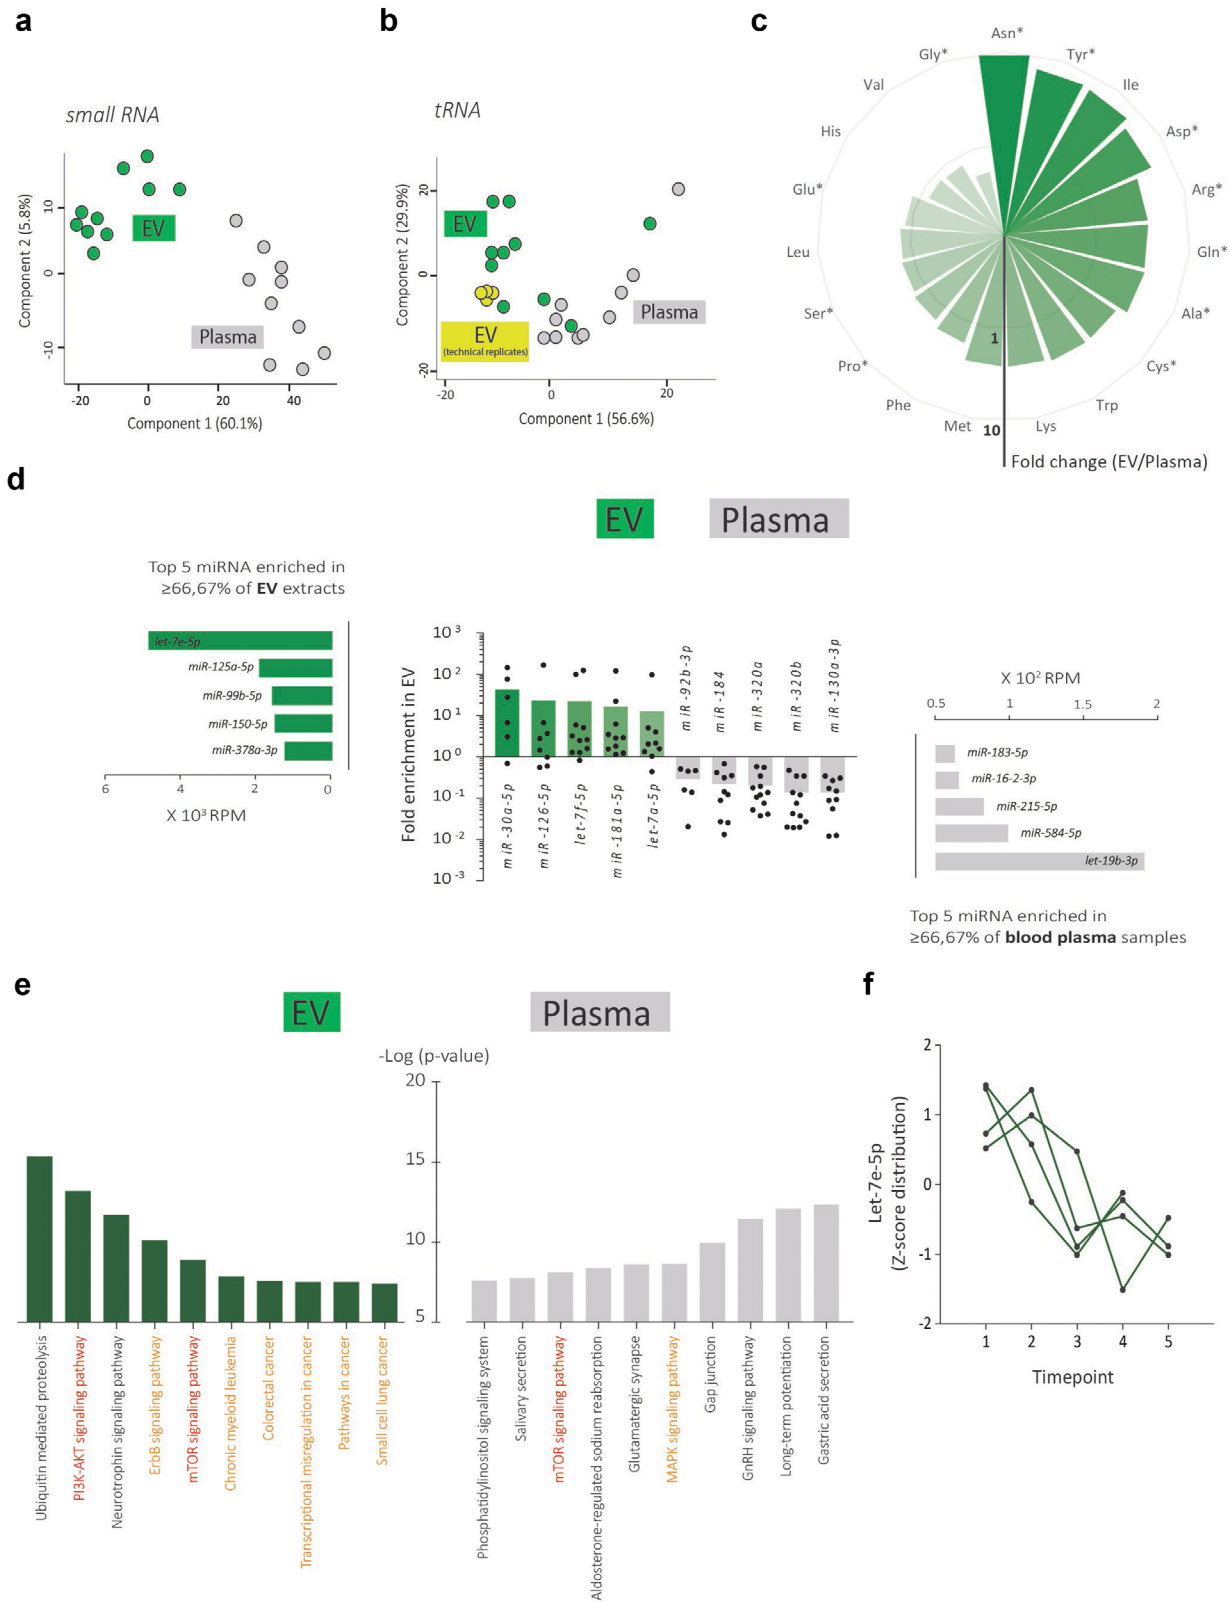 a
small RNA
Component 2 (5.8%)
10
0
-10
EV
Plasma
-20
0
20
40
Component 1 (60.1%)
b
tRNA
Component 2 (29.9%)
20
0
-20
EV
EV
(technical replicates)
Plasma
-20
0
20
Component 1 (56.6%)
c
Asn*
Tyr*
Ile
Asp*
Arg*
Gln*
Ala*
Cys*
Trp
Lys
Met
Phe
Pro*
Ser*
Leu
Glu*
His
Val
Gly*
1
10
Fold change (EV/Plasma)
d
EV
Plasma
Top 5 miRNA enriched in
≥66,67% of EV extracts
let-7e-5p
miR-125a-5p
miR-99b-5p
miR-150-5p
miR-378a-3p
6
4
2
0
X 10³ RPM
Fold enrichment in EV
10 3
10 2
10 1
10 0
10 -1
10 -2
10 -3
miR-30a-5p
miR-126-5p
let-7f-5p
miR-181a-5p
let-7a-5p
miR-92b-3p
miR-184
miR-320a
miR-320b
miR-130a-3p
X 10² RPM
0.5
1
1.5
2
miR-183-5p
miR-16-2-3p
miR-215-5p
miR-584-5p
let-19b-3p
Top 5 miRNA enriched in
≥66,67% of blood plasma samples
e
EV
Plasma
-Log (p-value)
20
15
10
5
Ubiquitin mediated proteolysis
PI3K-AKT signaling pathway
Neurotrophin signaling pathway
ErbB signaling pathway
mTOR signaling pathway
Chronic myeloid leukemia
Colorectal cancer
Transcriptional misregulation in cancer
Pathways in cancer
Small cell lung cancer
Phosphatidylinositol signaling system
Salivary secretion
mTOR signaling pathway
Aldosterone-regulated sodium reabsorption
Glutamatergic synapse
MAPK signaling pathway
Gap junction
GnRH signaling pathway
Long-term potentiation
Gastric acid secretion
f
Let-7e-5p
(Z-score distribution)
2
1
0
-1
-2
1
2
3
4
5
Timepoint